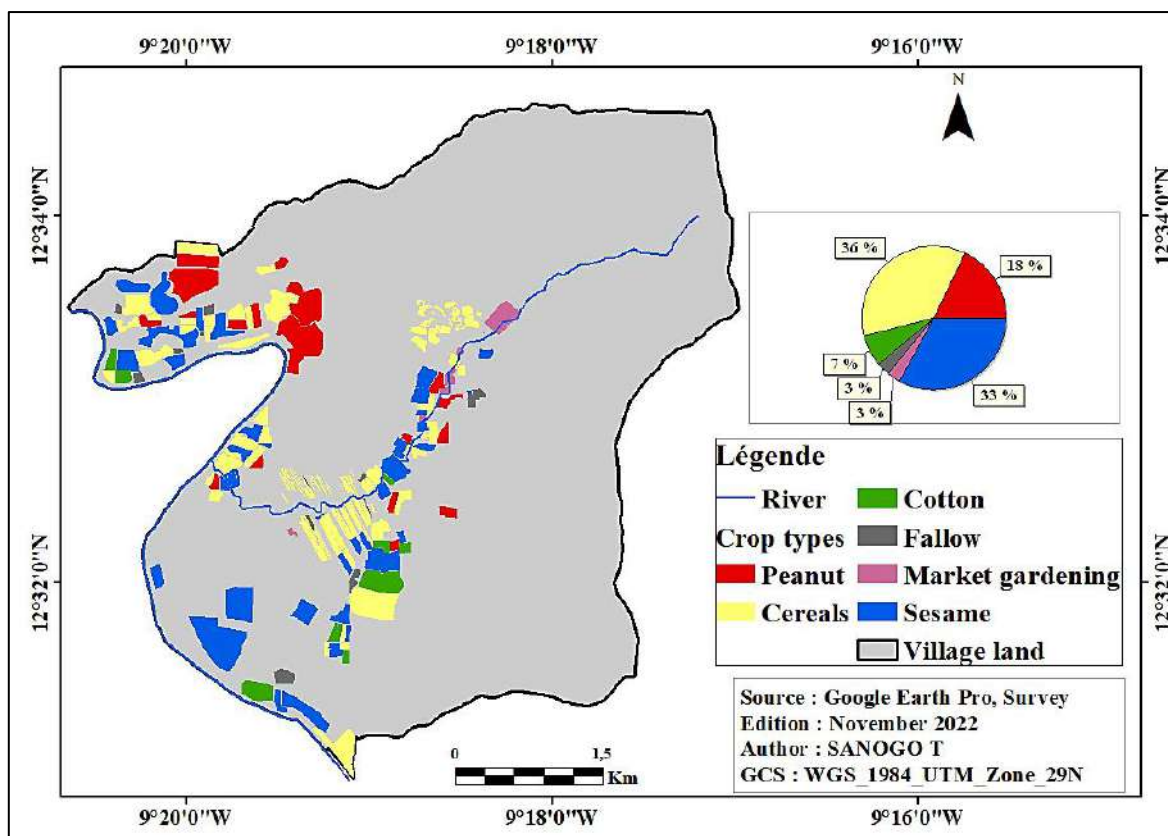 9°20'0"W
9°18'0"W
9°16'0"W
N
12°34'0"N
12°34'0"N
36 %
18 %
7 %
3 %
3 %
33 %
Légende
River
Cotton
Crop types
Fallow
Peanut
Market gardening
Cereals
Sesame
Village land
12°32'0"N
12°32'0"N
Source : Google Earth Pro, Survey
Edition : November 2022
Author : SANOGO T
GCS : WGS_1984_UTM_Zone_29N
0
1,5
Km
9°20'0"W
9°18'0"W
9°16'0"W